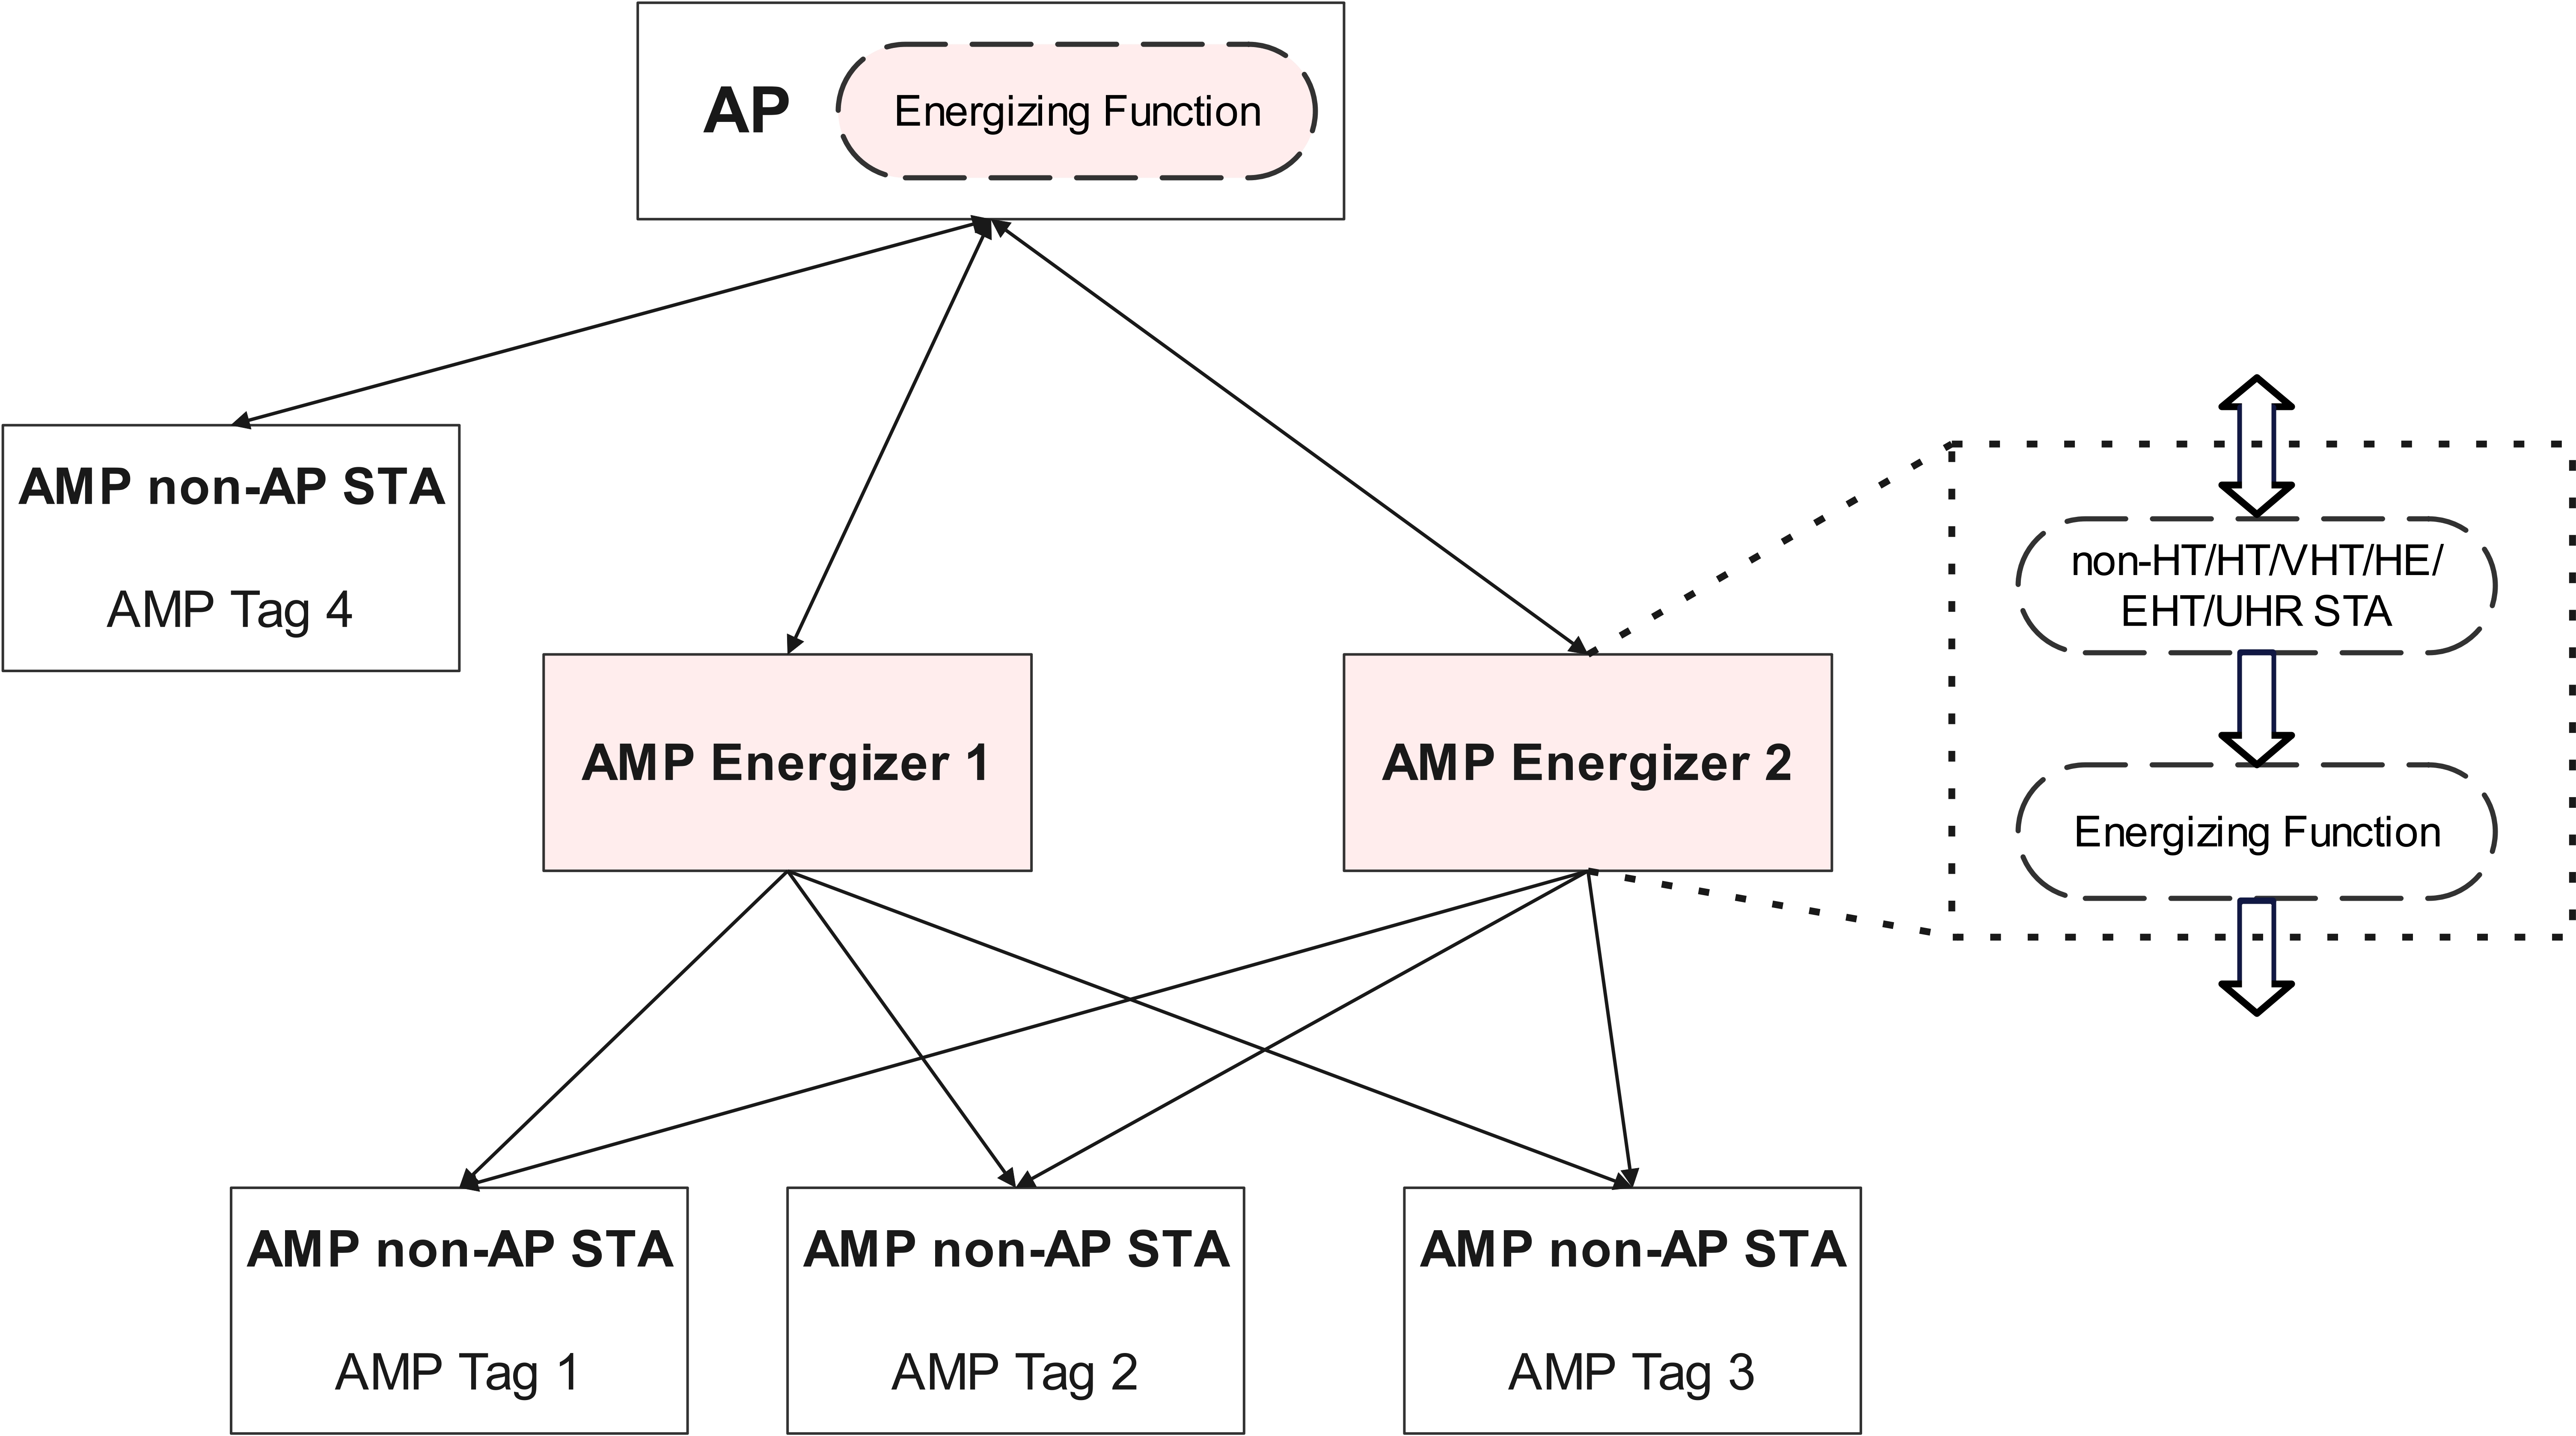 AP
Energizing Function
AMP non-AP STA
AMP Tag 4
non-HT/HT/VHT/HE/
EHT/UHR STA
AMP Energizer 1
AMP Energizer 2
Energizing Function
AMP non-AP STA
AMP Tag 1
AMP non-AP STA
AMP Tag 2
AMP non-AP STA
AMP Tag 3